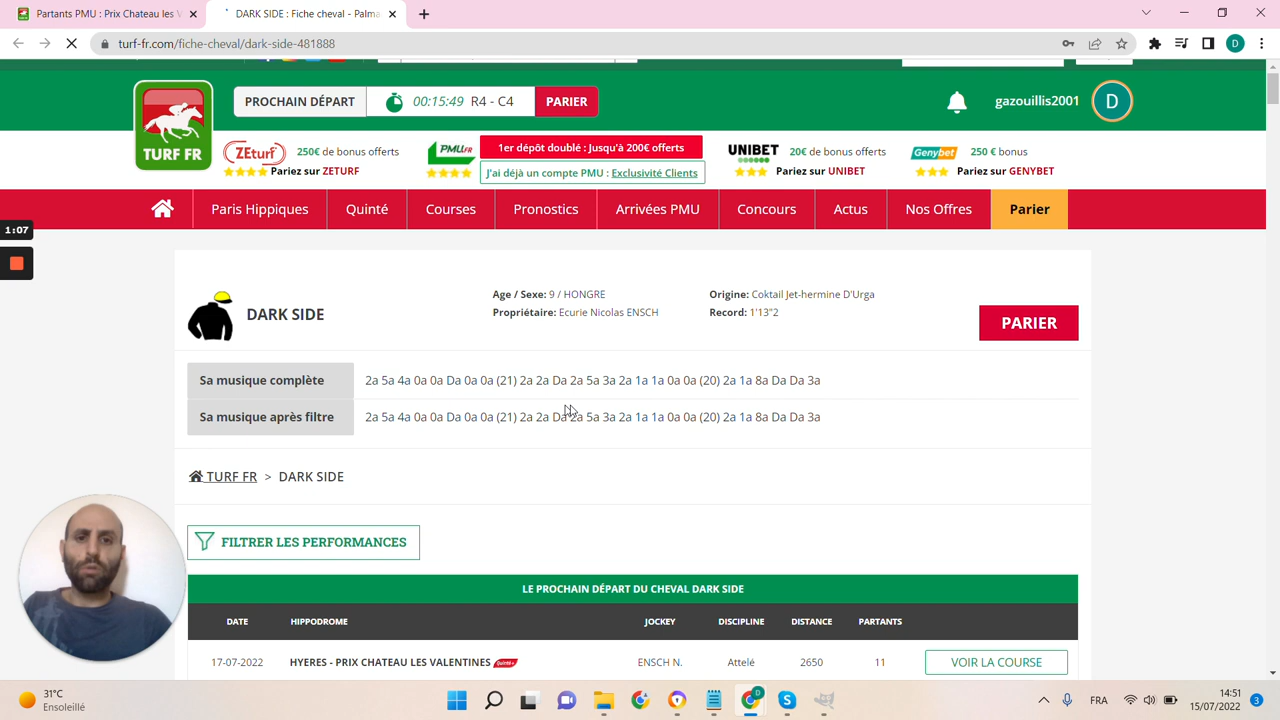 Partants PMU : Prix Chateau les V
DARK SIDE : Fiche cheval - Palma
turf-fr.com/fiche-cheval/dark-side-481888
D
TURF FR
PROCHAIN DÉPART
00:15:49 R4 - C4
PARIER
gazouillis2001
D
ZEturf
250€ de bonus offerts
Pariez sur ZETURF
PMU.FR
1er dépôt doublé : Jusqu'à 200€ offerts
J'ai déjà un compte PMU : Exclusivité Clients
UNIBET
20€ de bonus offerts
Pariez sur UNIBET
Genybet
250 € bonus
Pariez sur GENYBET
Paris Hippiques
Quinté
Courses
Pronostics
Arrivées PMU
Concours
Actus
Nos Offres
Parier
1:07
DARK SIDE
Age / Sexe: 9 / HONGRE
Propriétaire: Ecurie Nicolas ENSCH
Origine: Coktail Jet-hermine D'Urga
Record: 1'13"2
PARIER
Sa musique complète
2a 5a 4a 0a 0a Da 0a 0a (21) 2a 2a Da 2a 5a 3a 2a 1a 1a 0a 0a (20) 2a 1a 8a Da Da 3a
Sa musique après filtre
2a 5a 4a 0a 0a Da 0a 0a (21) 2a 2a Da 2a 5a 3a 2a 1a 1a 0a 0a (20) 2a 1a 8a Da Da 3a
TURF FR > DARK SIDE
FILTRER LES PERFORMANCES
LE PROCHAIN DÉPART DU CHEVAL DARK SIDE
DATE HIPPODROME JOCKEY DISCIPLINE DISTANCE PARTANTS
17-07-2022 HYERES - PRIX CHATEAU LES VALENTINES Quinté+ ENSCH N. Attelé 2650 11 VOIR LA COURSE
31°C
Ensoleillé
D
FRA
14:51
15/07/2022
3